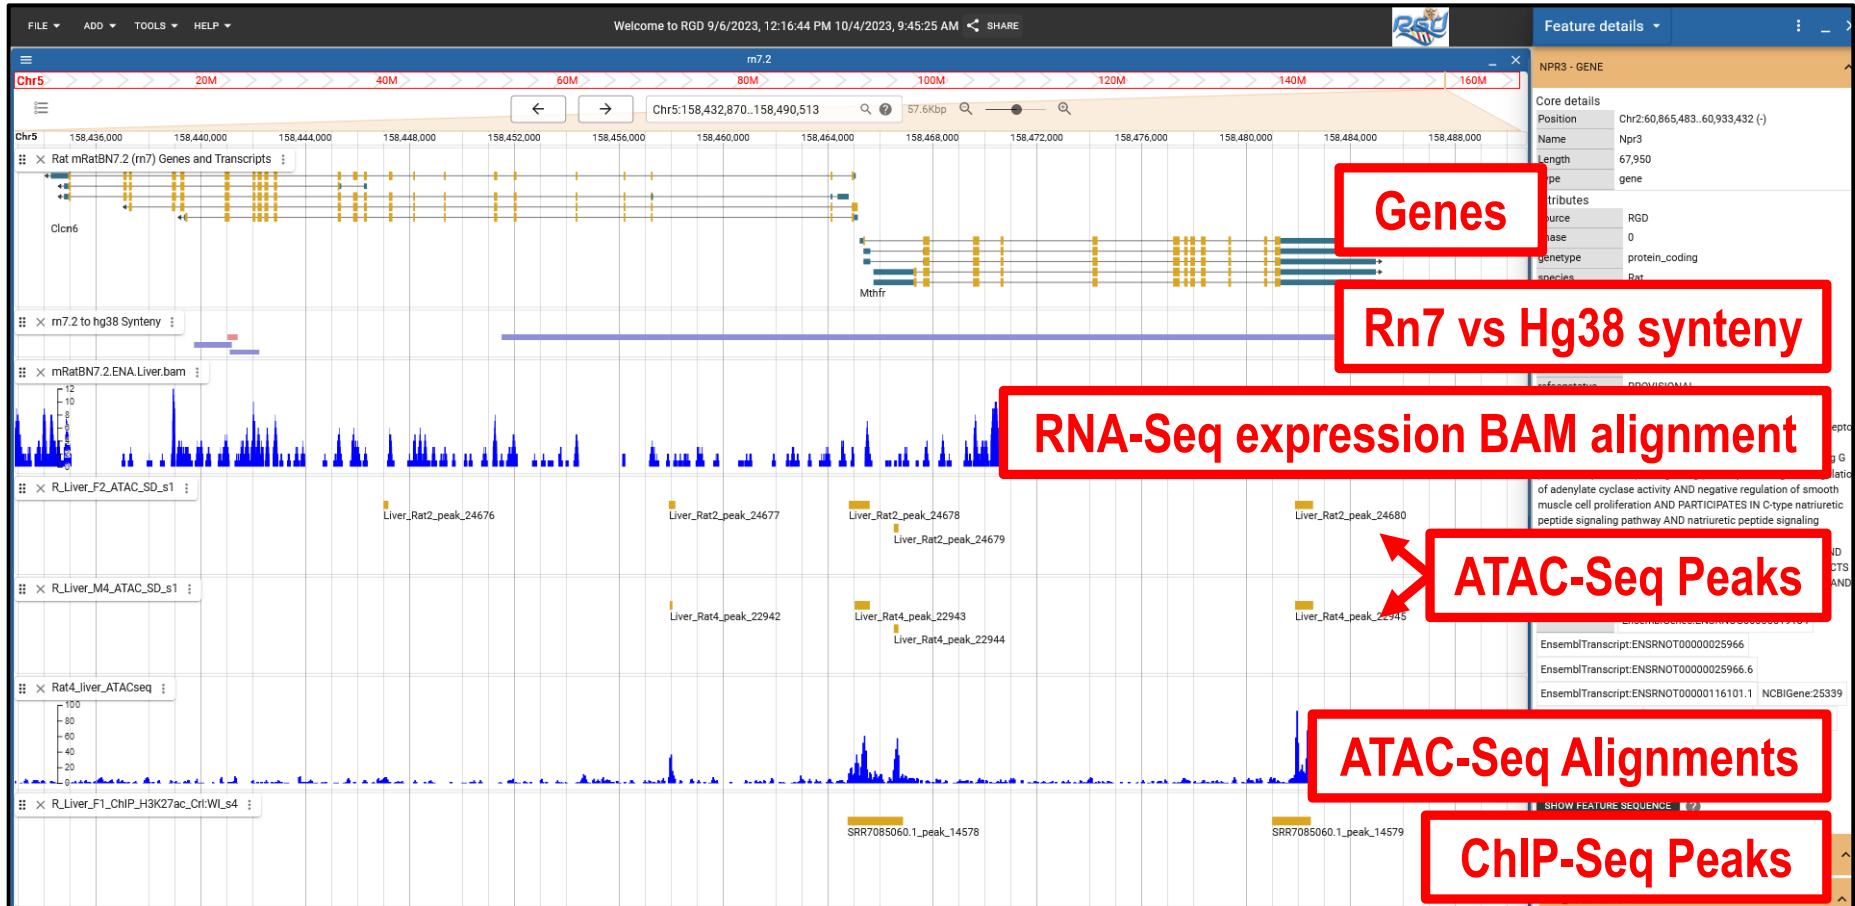 FILE ADD TOOLS HELP
Welcome to RGD 9/6/2023, 12:16:44 PM 10/4/2023, 9:45:25 AM SHARE
RGD
Feature details
rn7.2
Chr5 20M 40M 60M 80M 100M 120M 140M 160M
Chr5:158,432,870..158,490,513
57.6Kbp
Chr5 158,436,000 158,440,000 158,444,000 158,448,000 158,452,000 158,456,000 158,460,000 158,464,000 158,468,000 158,472,000 158,476,000 158,480,000 158,484,000 158,488,000
Rat mRatBN7.2 (rn7) Genes and Transcripts
Clcn6
Mthfr
Genes
rn7.2 to hg38 Synteny
Rn7 vs Hg38 synteny
mRatBN7.2.ENA.Liver.bam
12
10
8
RNA-Seq expression BAM alignment
R_Liver_F2_ATAC_SD_s1
Liver_Rat2_peak_24676
Liver_Rat2_peak_24677
Liver_Rat2_peak_24678
Liver_Rat2_peak_24680
Liver_Rat2_peak_24679
ATAC-Seq Peaks
R_Liver_M4_ATAC_SD_s1
Liver_Rat4_peak_22942
Liver_Rat4_peak_22943
Liver_Rat4_peak_22945
Liver_Rat4_peak_22944
Rat4_liver_ATACseq
100
80
60
40
20
0
ATAC-Seq Alignments
R_Liver_F1_ChIP_H3K27ac_Crl:WI_s4
SRR7085060.1_peak_14578
SRR7085060.1_peak_14579
ChIP-Seq Peaks
NPR3 - GENE
Core details
Position Chr2:60,865,483..60,933,432 (-)
Name Npr3
Length 67,950
gene
RGD
0
genetype protein_coding
species Rat
PROVISIONAL
of adenylate cyclase activity AND negative regulation of smooth
muscle cell proliferation AND PARTICIPATES IN C-type natriuretic
peptide signaling pathway AND natriuretic peptide signaling
EnsemblTranscript:ENSRNOT00000025966
EnsemblTranscript:ENSRNOT00000025966.6
EnsemblTranscript:ENSRNOT00000116101.1 NCBIGene:25339
SHOW FEATURE SEQUENCE